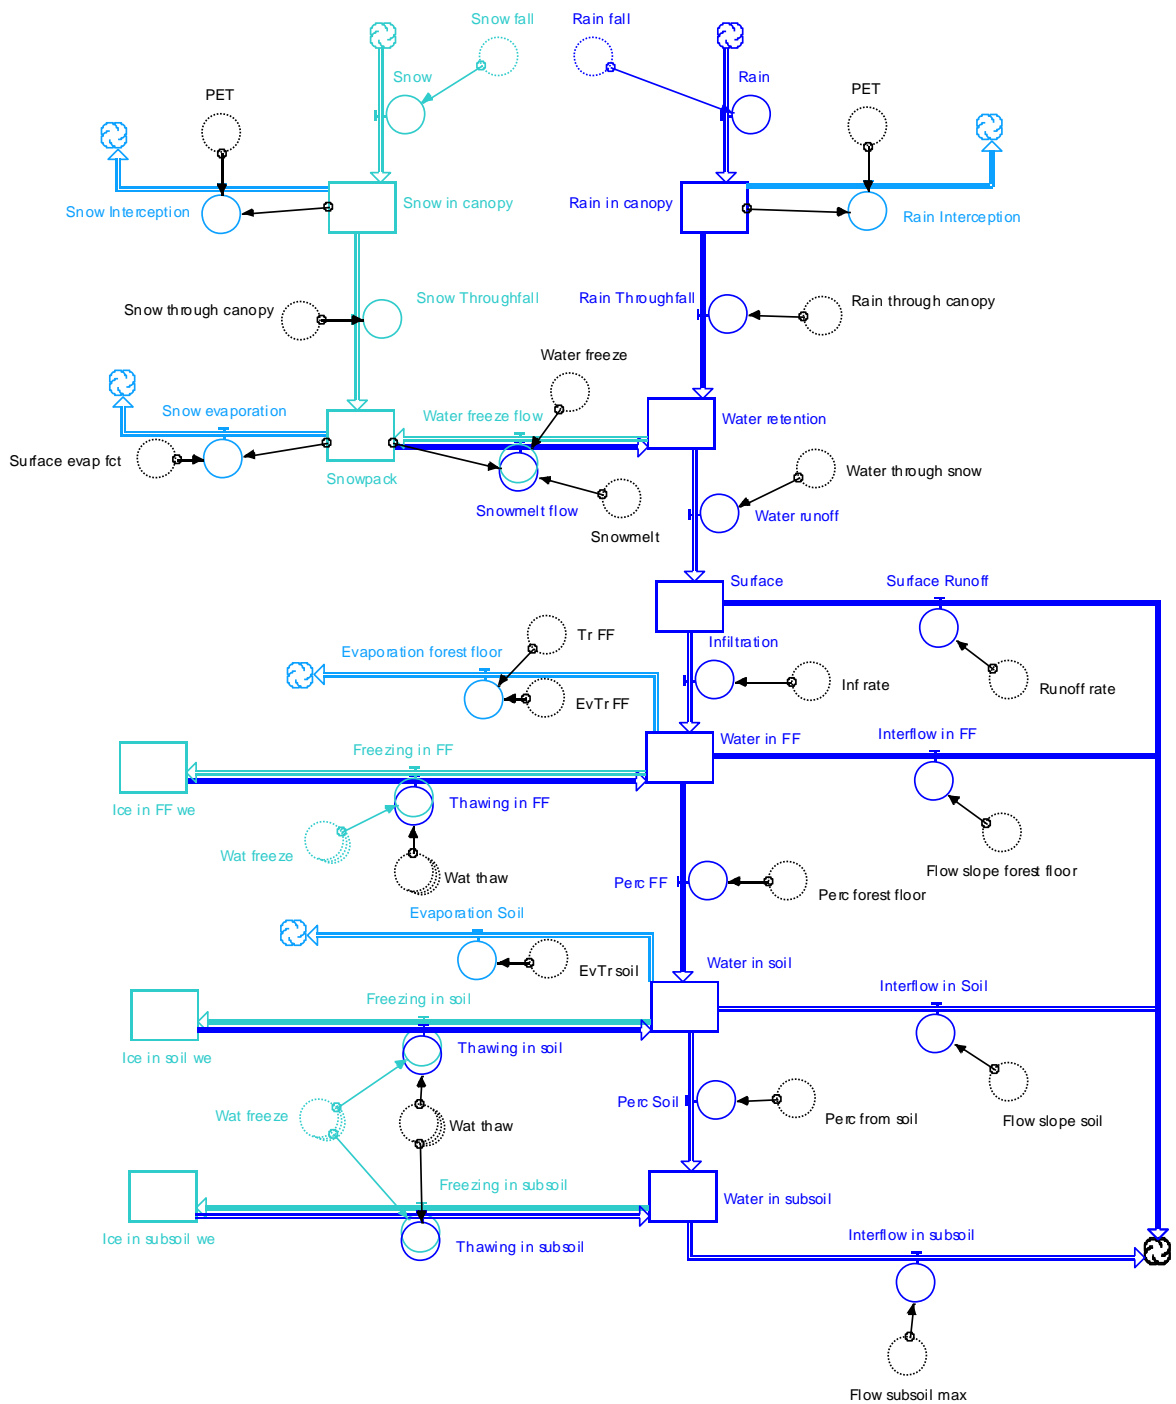 Snow fall
Rain fall
Snow
Rain
PET
PET
Snow Interception
Snow in canopy
Rain in canopy
Rain Interception
Snow Throughfall
Rain Throughfall
Rain through canopy
Snow through canopy
Water freeze
Snow evaporation
Water freeze flow
Water retention
Surface evap fct
Snowpack
Water through snow
Snowmelt flow
Water runoff
Snowmelt
Surface
Surface Runoff
Tr FF
Infiltration
Evaporation forest floor
EvTr FF
Inf rate
Runoff rate
Freezing in FF
Water in FF
Interflow in FF
Ice in FF we
Thawing in FF
Wat freeze
Wat thaw
Flow slope forest floor
Perc FF
Perc forest floor
Evaporation Soil
EvTr soil
Water in soil
Freezing in soil
Interflow in Soil
Ice in soil we
Thawing in soil
Wat freeze
Wat thaw
Perc Soil
Perc from soil
Flow slope soil
Freezing in subsoil
Water in subsoil
Ice in subsoil we
Thawing in subsoil
Interflow in subsoil
Flow subsoil max